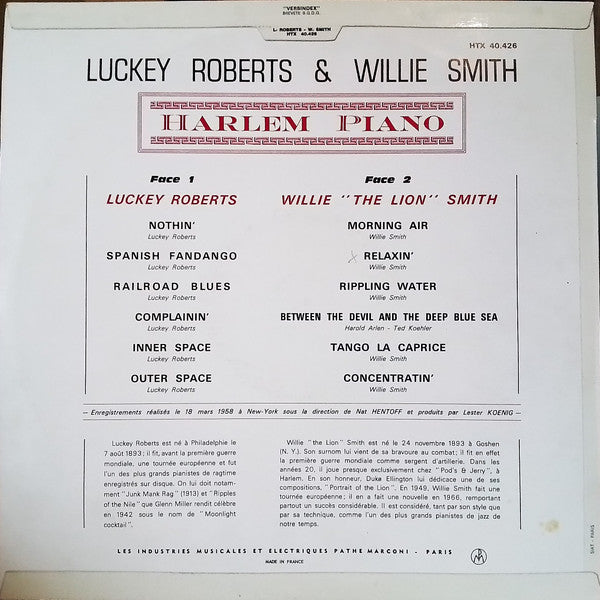 "VERSINDEX"
BREVETÉ S.G.D.G.
L. ROBERTS - W. SMITH
HTX 40.426
HTX 40.426
LUCKEY ROBERTS & WILLIE SMITH
HARLEM PIANO
Face 1
LUCKEY ROBERTS
NOTHIN'
Luckey Roberts
SPANISH FANDANGO
Luckey Roberts
RAILROAD BLUES
Luckey Roberts
COMPLAININ'
Luckey Roberts
INNER SPACE
Luckey Roberts
OUTER SPACE
Luckey Roberts
Face 2
WILLIE "THE LION" SMITH
MORNING AIR
Willie Smith
RELAXIN'
Willie Smith
RIPPLING WATER
Willie Smith
BETWEEN THE DEVIL AND THE DEEP BLUE SEA
Harold Arlen - Ted Koehler
TANGO LA CAPRICE
Willie Smith
CONCENTRATIN'
Willie Smith
— Enregistrements réalisés le 18 mars 1958 à New-York sous la direction de Nat HENTOFF et produits par Lester KOENIG —
Luckey Roberts est né à Philadelphie le
7 août 1893 ; il fit, avant la première guerre
mondiale, une tournée européenne et fut
l'un des plus grands pianistes de ragtime
enregistrés sur disque. On lui doit notam-
ment "Junk Mank Rag" (1913) et "Ripples
of the Nile" que Glenn Miller rendit célèbre
en 1942 sous le nom de "Moonlight
cocktail".
Willie "the Lion" Smith est né le 24 novembre 1893 à Goshen
(N. Y.). Son surnom lui vient de sa bravoure au combat ; il fit en effet
la première guerre mondiale comme sergent d'artillerie. Dans les
années 20, il joue presque exclusivement chez "Pod's & Jerry", à
Harlem. En son honneur, Duke Ellington lui dédicace une de ses
compositions, "Portrait of the Lion". En 1949, Willie Smith fait une
tournée européenne ; il en a fait une nouvelle en 1966, remportant
partout un succès considérable. Il est considéré, tant par son style que
par sa technique, comme l'un des plus grands pianistes de jazz de
notre temps.
LES INDUSTRIES MUSICALES ET ELECTRIQUES PATHE MARCONI - PARIS
MADE IN FRANCE
SIAT - PARIS